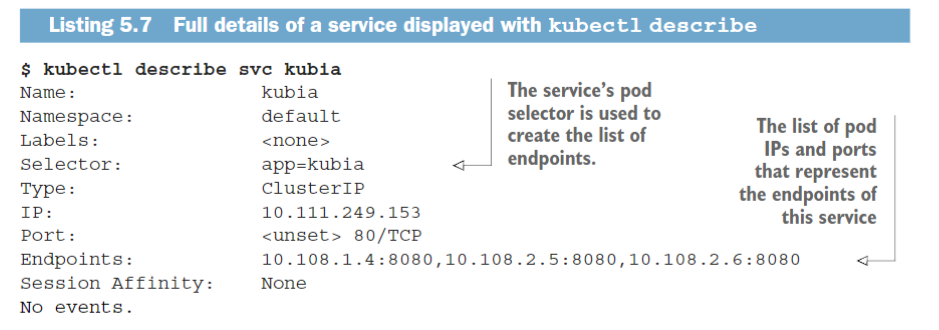 Listing 5.7 Full details of a service displayed with kubectl describe
$ kubectl describe svc kubia
Name: kubia
Namespace: default
Labels: <none>
Selector: app=kubia
Type: ClusterIP
IP: 10.111.249.153
Port: <unset> 80/TCP
Endpoints: 10.108.1.4:8080,10.108.2.5:8080,10.108.2.6:8080
Session Affinity: None
No events.
The service's pod
selector is used to
create the list of
endpoints.
The list of pod
IPs and ports
that represent
the endpoints of
this service